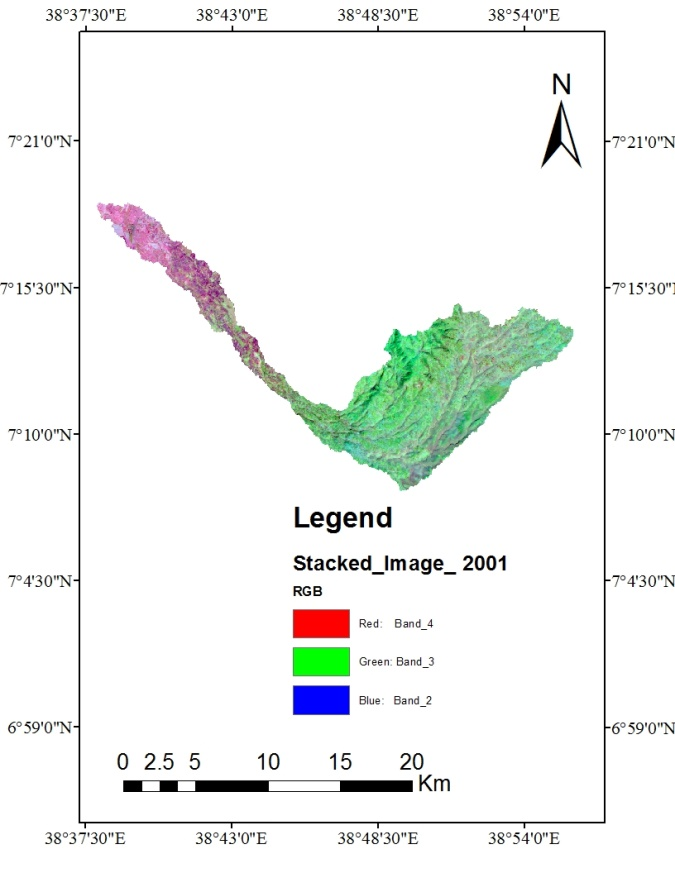 38°37'30"E 38°43'0"E 38°48'30"E 38°54'0"E
N
7°21'0"N 7°21'0"N
7°15'30"N 7°15'30"N
7°10'0"N 7°10'0"N
Legend
Stacked_Image_ 2001
7°4'30"N 7°4'30"N
RGB
Red: Band_4
Green: Band_3
Blue: Band_2
6°59'0"N 6°59'0"N
0 2.5 5 10 15 20
Km
38°37'30"E 38°43'0"E 38°48'30"E 38°54'0"E